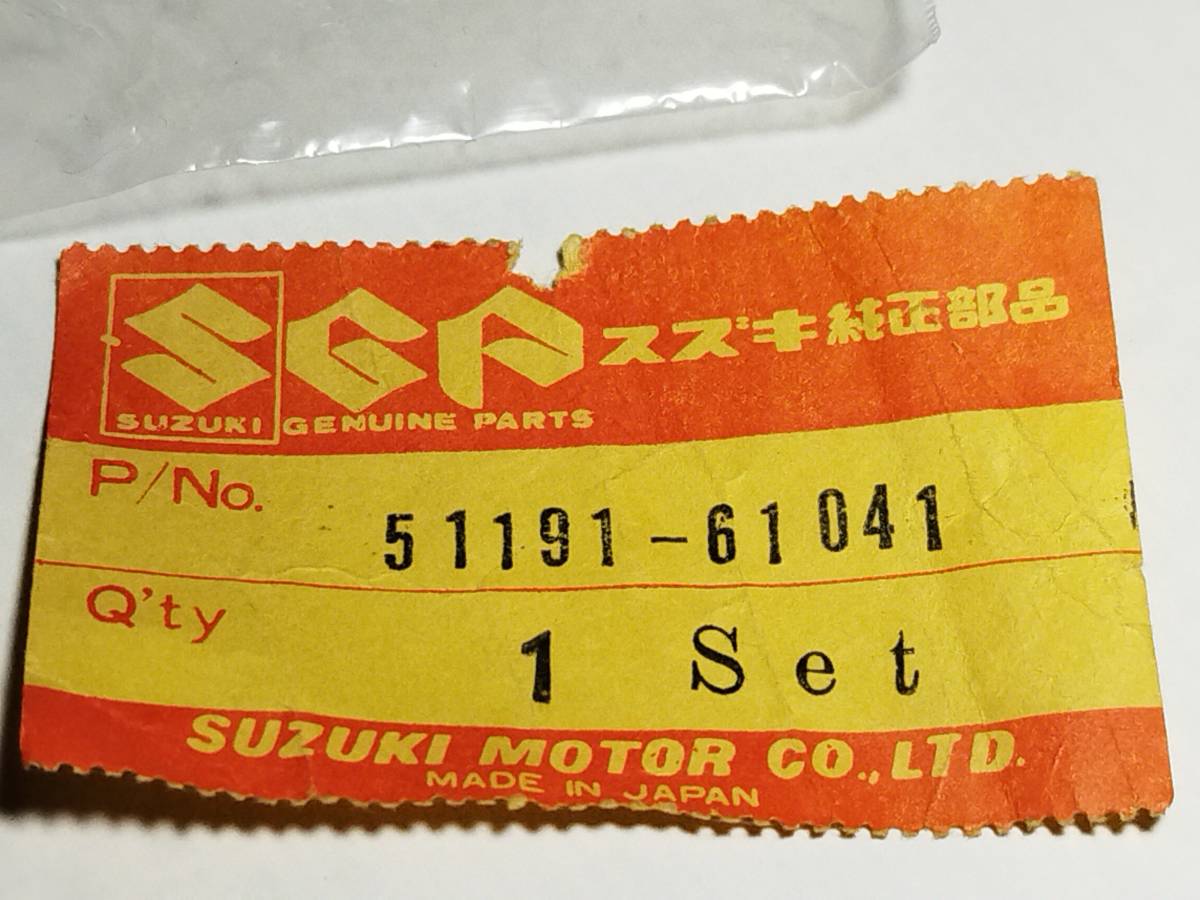 SGP スズキ純正部品
SUZUKI GENUINE PARTS
P/No. 51191-61041
Q'ty 1 Set
SUZUKI MOTOR CO.,LTD.
MADE IN JAPAN